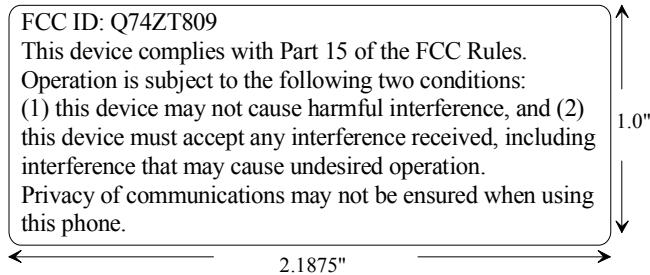 FCC ID: Q74ZT809
This device complies with Part 15 of the FCC Rules.
Operation is subject to the following two conditions:
(1) this device may not cause harmful interference, and (2)
this device must accept any interference received, including
interference that may cause undesired operation.
Privacy of communications may not be ensured when using
this phone.
1.0"
2.1875"